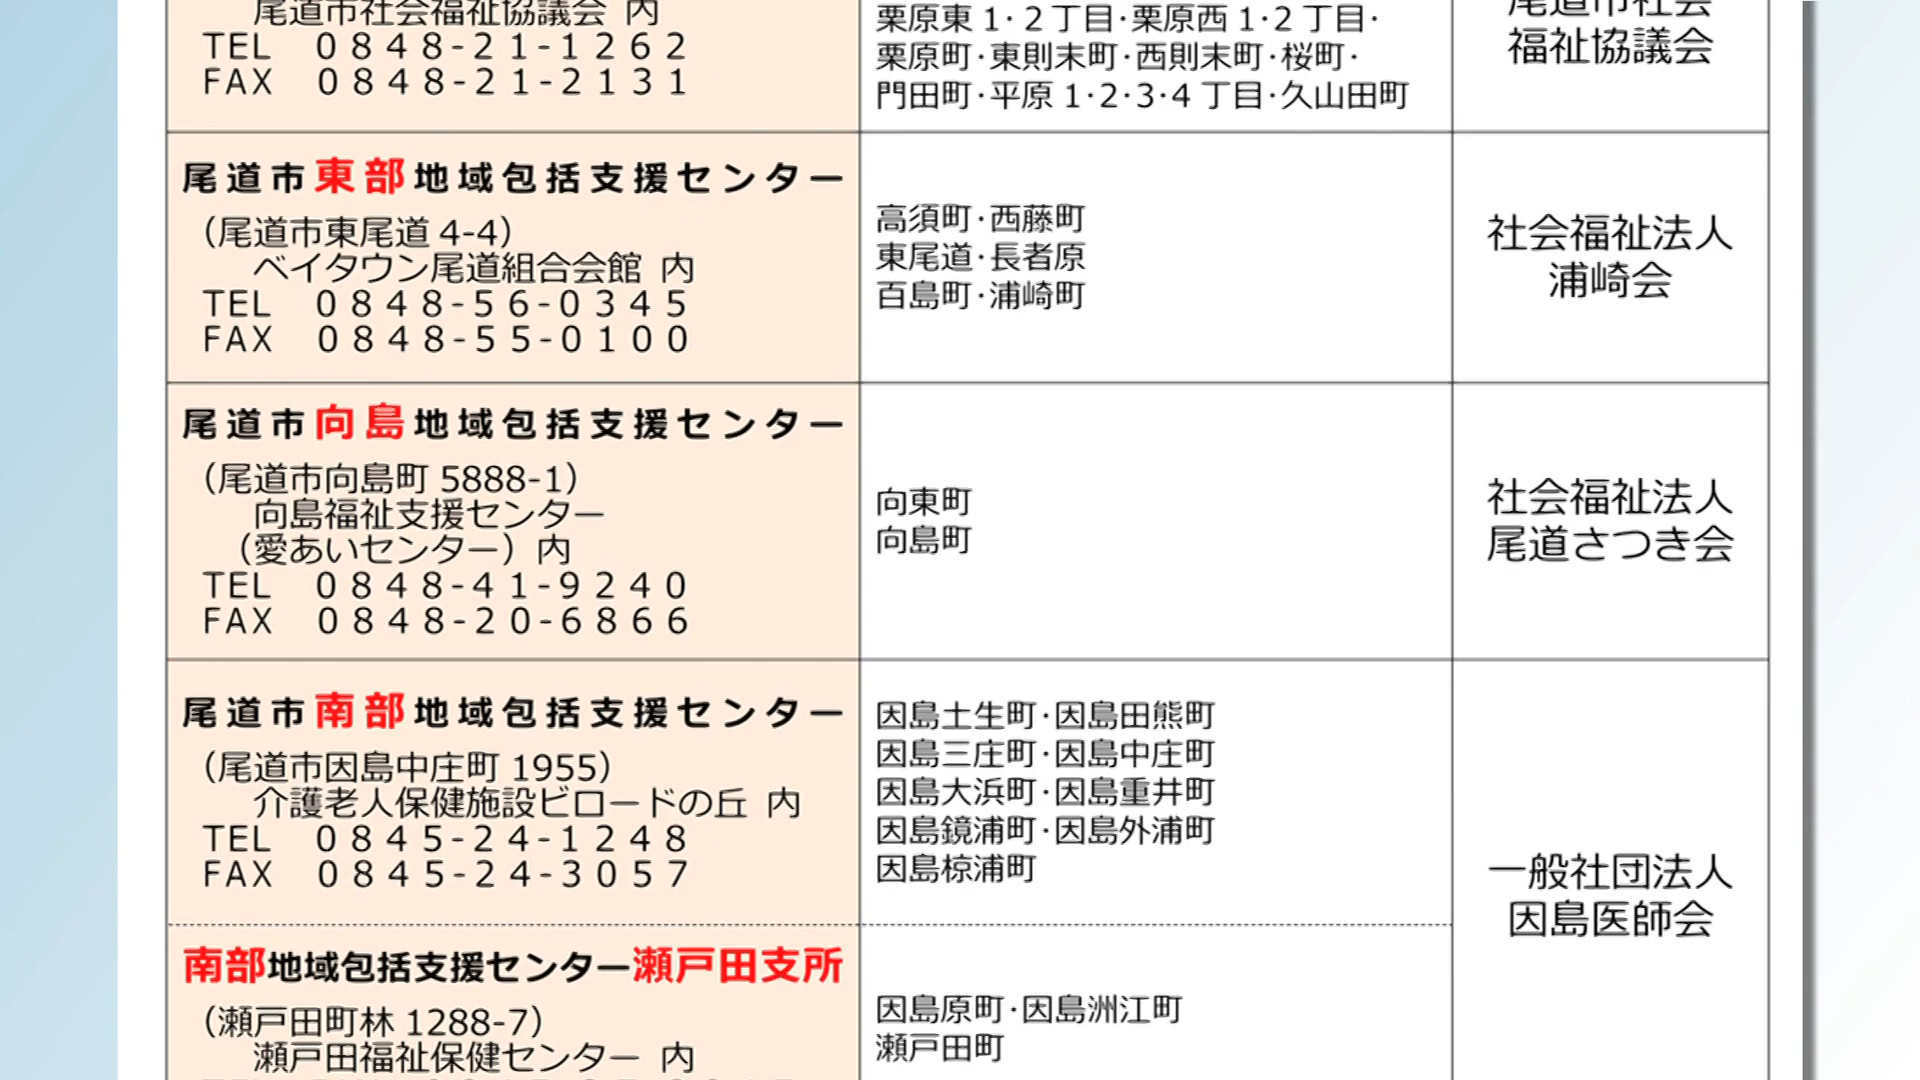 尾道市社会福祉協議会 内
TEL 0848-21-1262
FAX 0848-21-2131
栗原東1・2丁目・栗原西1・2丁目・
栗原町・東則末町・西則末町・桜町・
門田町・平原1・2・3・4丁目・久山田町
尾道市社会
福祉協議会
尾道市東部地域包括支援センター
（尾道市東尾道4-4）
ベイタウン尾道組合会館 内
TEL 0848-56-0345
FAX 0848-55-0100
高須町・西藤町
東尾道・長者原
百島町・浦崎町
社会福祉法人
浦崎会
尾道市向島地域包括支援センター
（尾道市向島町5888-1）
向島福祉支援センター
（愛あいセンター）内
TEL 0848-41-9240
FAX 0848-20-6866
向東町
向島町
社会福祉法人
尾道さつき会
尾道市南部地域包括支援センター
（尾道市因島中庄町1955）
介護老人保健施設ビロードの丘 内
TEL 0845-24-1248
FAX 0845-24-3057
因島土生町・因島田熊町
因島三庄町・因島中庄町
因島大浜町・因島重井町
因島鏡浦町・因島外浦町
因島椋浦町
一般社団法人
因島医師会
南部地域包括支援センター瀬戸田支所
（瀬戸田町林1288-7）
瀬戸田福祉保健センター 内
因島原町・因島洲江町
瀬戸田町